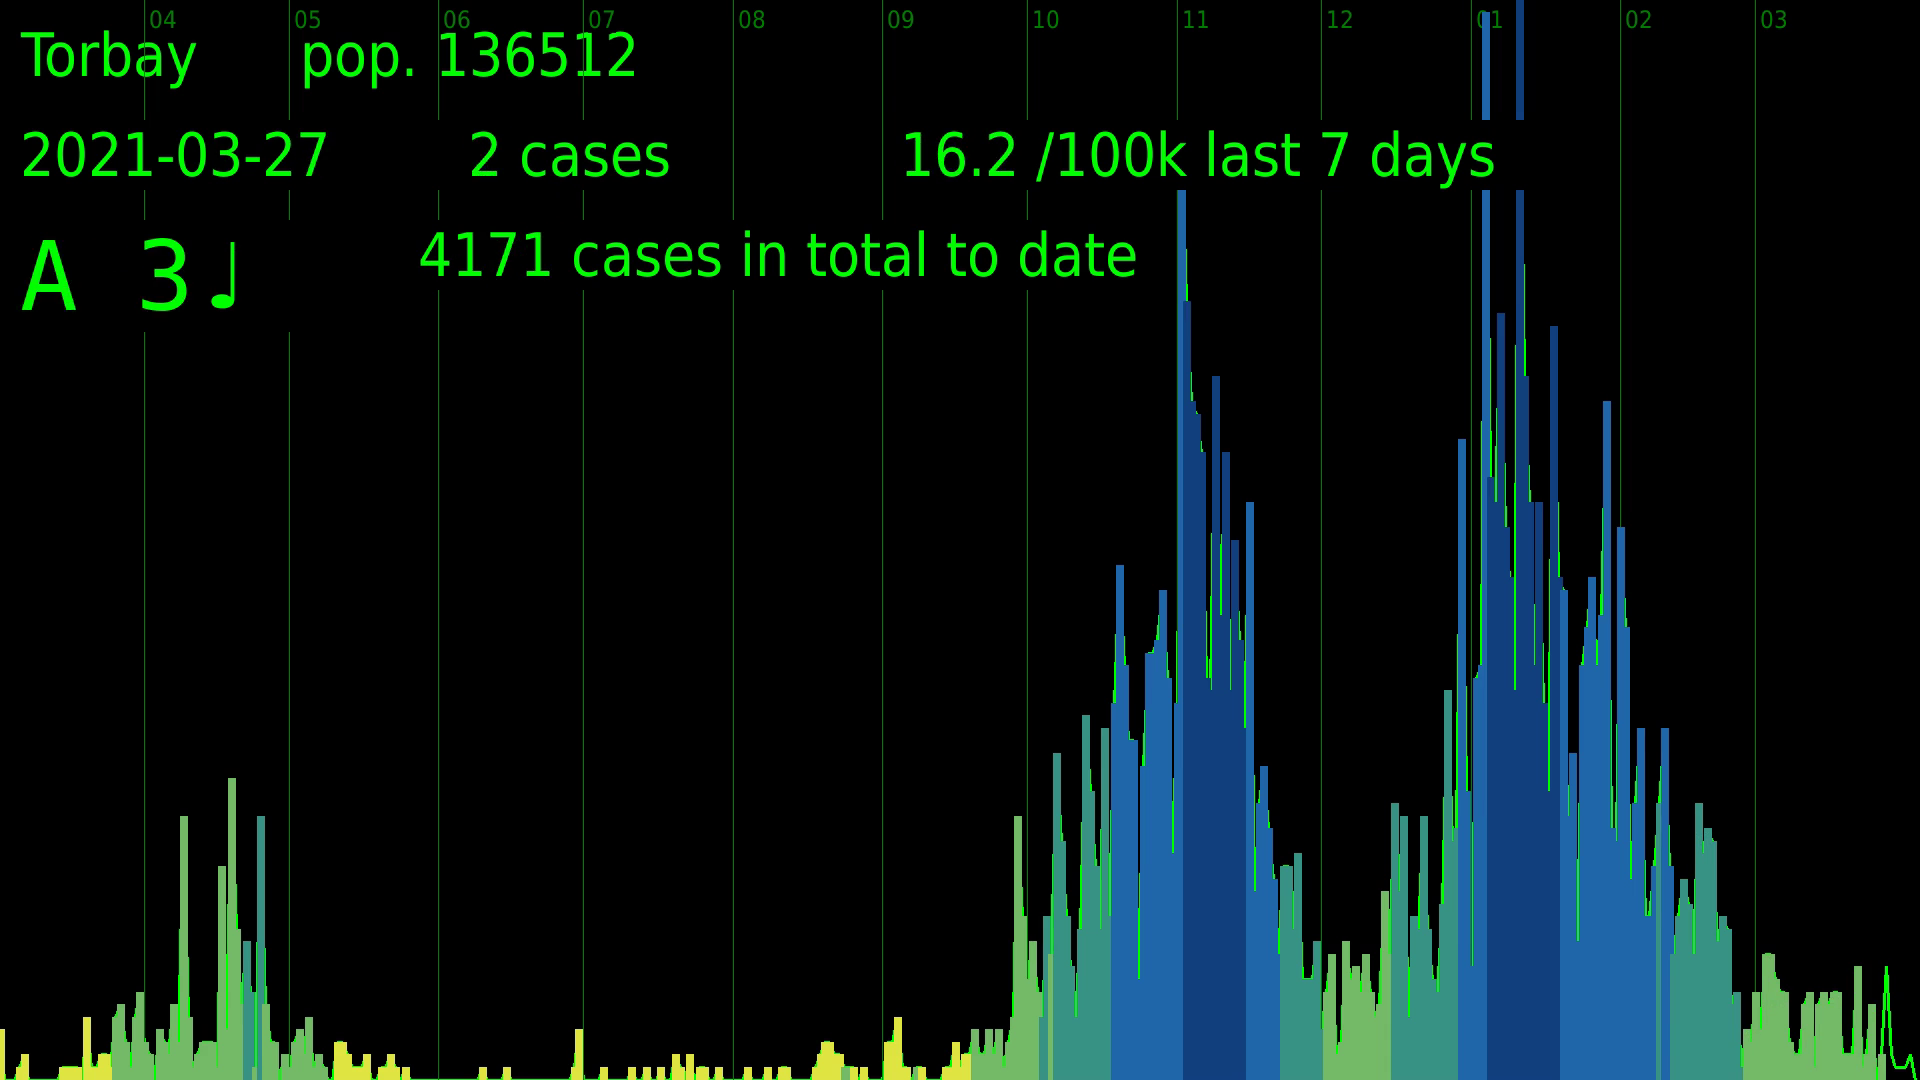 04 05 06 07 08 09 10 11 12 01 02 03
Torbay pop. 136512
2021-03-27 2 cases 16.2 /100k last 7 days
A 3♩ 4171 cases in total to date